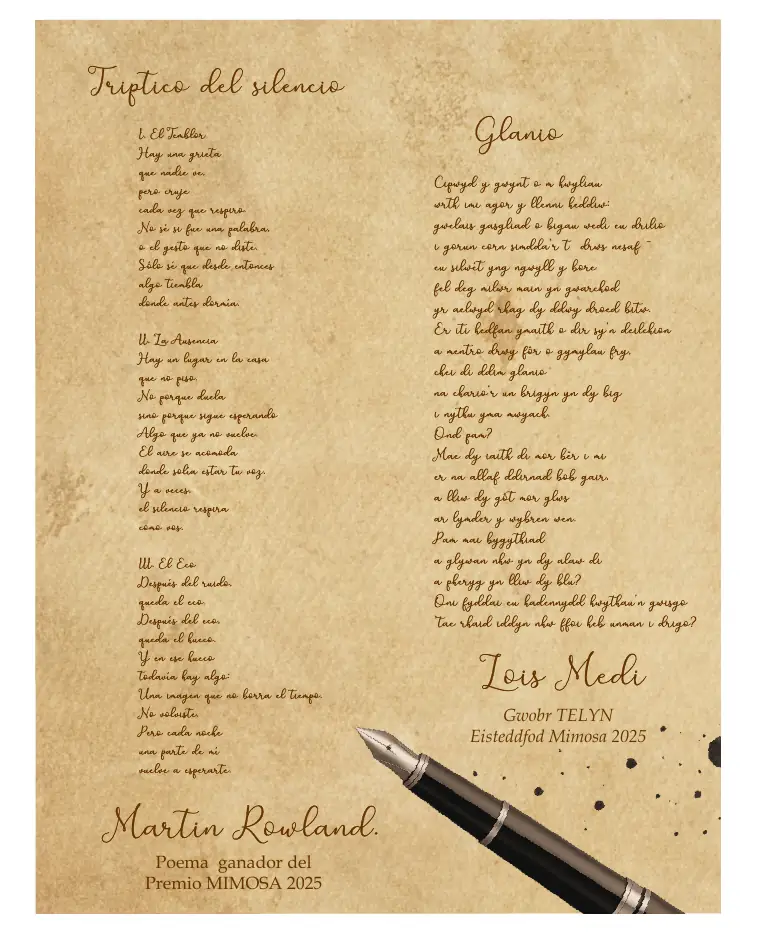 Triptico del silencio
I. El Temblor
Hay una grieta
que nadie ve,
pero cruje
cada vez que respiro.
No sé si fue una palabra,
o el gesto que no diste.
Sólo sé que desde entonces
algo tiembla
donde antes dormía.
II. La Ausencia
Hay un lugar en la casa
que no piso.
No porque duela
sino porque sigue esperando
Algo que ya no vuelve.
El aire se acomoda
donde solía estar tu voz.
Y a veces,
el silencio respira
como vos.
III. El Eco
Después del ruido,
queda el eco.
Después del eco,
queda el hueco.
Y en ese hueco
todavía hay algo:
Una imagen que no borra el tiempo.
No volviste.
Pero cada noche
una parte de mí
vuelve a esperarte.
Martin Rowland.
Poema ganador del
Premio MIMOSA 2025
Glanio
Cipwyd y gwynt o'm hwyliau
wrth imi agor y llenni heddiw:
gwelais gasgliad o bigau wedi eu drilio
i gorun corn simdda'r t drws nesaf -
eu silwét yng ngwyll y bore
fel deg milwr main yn gwarchod
yr aelwyd rhag dy ddwy droed bitw.
Er iti hedfan ymaith o dir sy'n deilchion
a mentro drwy fôr o gymylau fry,
chei di ddim glanio
na chario'r un brigyn yn dy big
i nythu yma mwyach.
Ond pam?
Mae dy iaith di mor bêr i mi
er na allaf ddirnad bob gair,
a lliw dy gôt mor glws
ar lymder y wybren wen.
Pam mai bygythiad
a glywan nhw yn dy alaw di
a pheryg yn lliw dy blu?
Oni fyddai eu hadennydd hwythau'n gwisgo
tae rhaid iddyn nhw ffoi heb unman i drigo?
Lois Medi
Gwobr TELYN
Eisteddfod Mimosa 2025